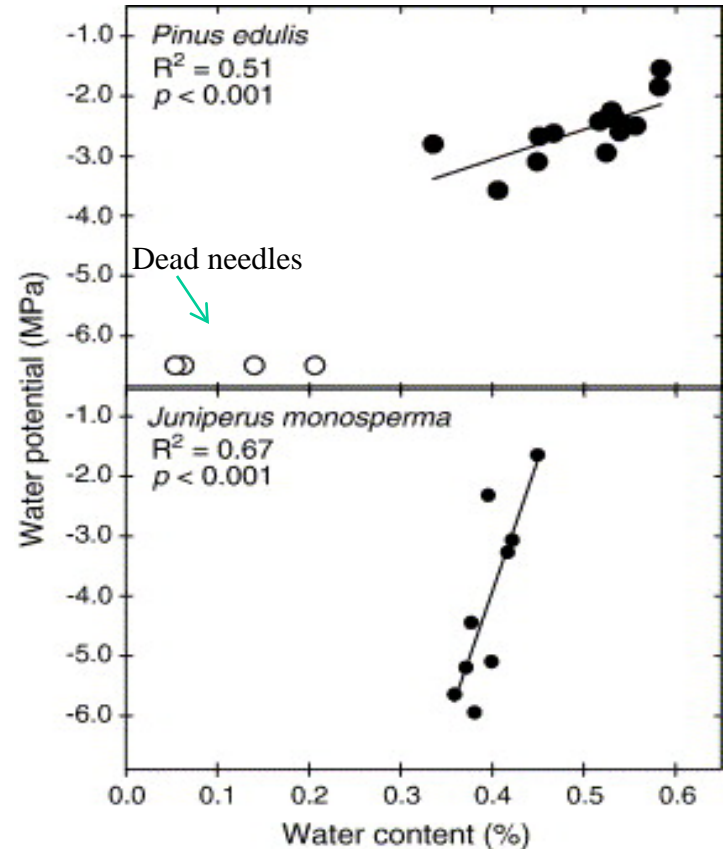 Pinus edulis
R² = 0.51
p < 0.001
-1.0
-2.0
-3.0
-4.0
-5.0
-6.0
Dead needles
Water potential (MPa)
Juniperus monosperma
R² = 0.67
p < 0.001
-1.0
-2.0
-3.0
-4.0
-5.0
-6.0
0.0 0.1 0.2 0.3 0.4 0.5 0.6
Water content (%)